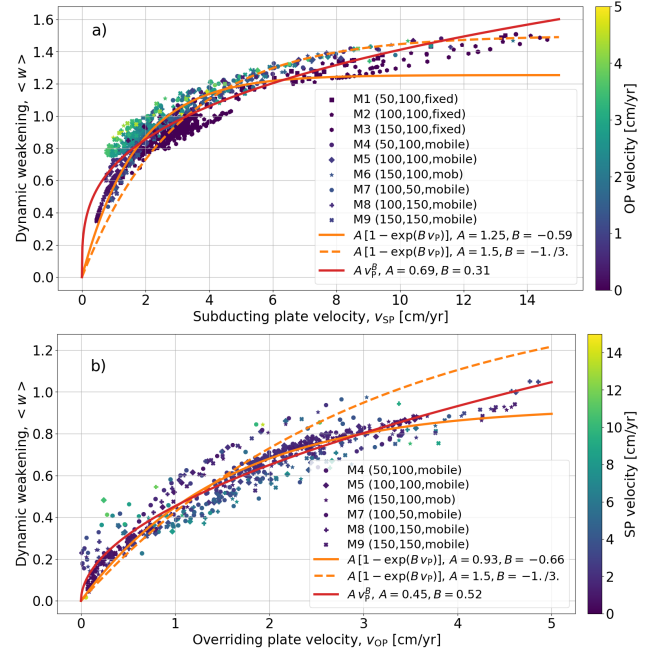 a)
1.6
1.4
1.2
1.0
0.8
0.6
0.4
0.2
0.0
Dynamic weakening, < w >
M1 (50,100,fixed)
M2 (100,100,fixed)
M3 (150,100,fixed)
M4 (50,100,mobile)
M5 (100,100,mobile)
M6 (150,100,mob)
M7 (100,50,mobile)
M8 (100,150,mobile)
M9 (150,150,mobile)
A [1 − exp(B vP)], A = 1.25, B = −0.59
A [1 − exp(B vP)], A = 1.5, B = −1./3.
A vP^B, A = 0.69, B = 0.31
0 2 4 6 8 10 12 14
Subducting plate velocity, vSP [cm/yr]
5
4
3
2
1
0
OP velocity [cm/yr]
b)
1.2
1.0
0.8
0.6
0.4
0.2
0.0
Dynamic weakening, < w >
M4 (50,100,mobile)
M5 (100,100,mobile)
M6 (150,100,mob)
M7 (100,50,mobile)
M8 (100,150,mobile)
M9 (150,150,mobile)
A [1 − exp(B vP)], A = 0.93, B = −0.66
A [1 − exp(B vP)], A = 1.5, B = −1./3.
A vP^B, A = 0.45, B = 0.52
0 1 2 3 4 5
Overriding plate velocity, vOP [cm/yr]
14
12
10
8
6
4
2
0
SP velocity [cm/yr]